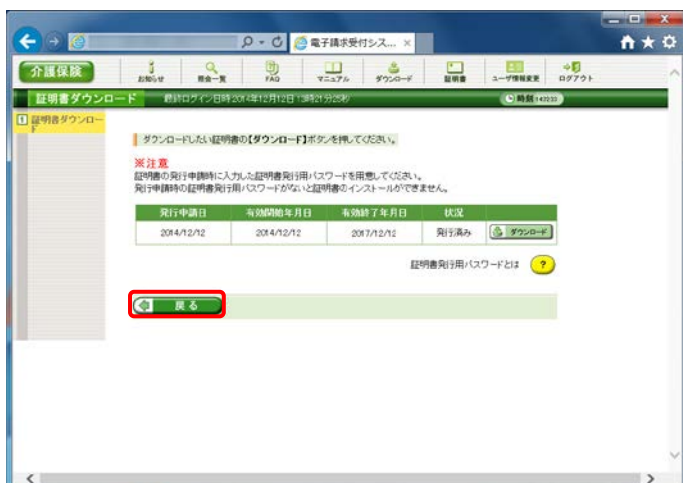 電子請求受付シス... ×
介護保険
お知らせ 照会一覧 FAQ マニュアル ダウンロード 証明書 ユーザ情報変更 ログアウト
証明書ダウンロード 最終ログイン日時:2014年12月12日 13時21分25秒 時刻
1 証明書ダウンロー
ド
ダウンロードしたい証明書の【ダウンロード】ボタンを押してください。
※注意
証明書の発行申請時に入力した証明書発行用パスワードを用意してください。
発行申請時の証明書発行用パスワードがないと証明書のインストールができません。
発行申請日 有効開始年月日 有効終了年月日 状況
2014/12/12 2014/12/12 2017/12/12 発行済み ダウンロード
証明書発行用パスワードとは ?
戻る